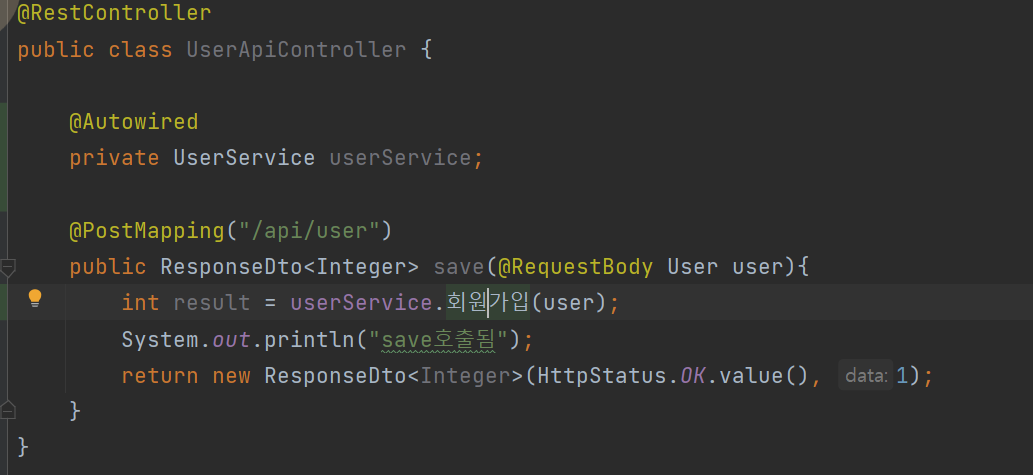 @RestController
public class UserApiController {
@Autowired
private UserService userService;
@PostMapping("/api/user")
public ResponseDto<Integer> save(@RequestBody User user){
int result = userService.회원가입(user);
System.out.println("save호출됨");
return new ResponseDto<Integer>(HttpStatus.OK.value(), data: 1);
}
}